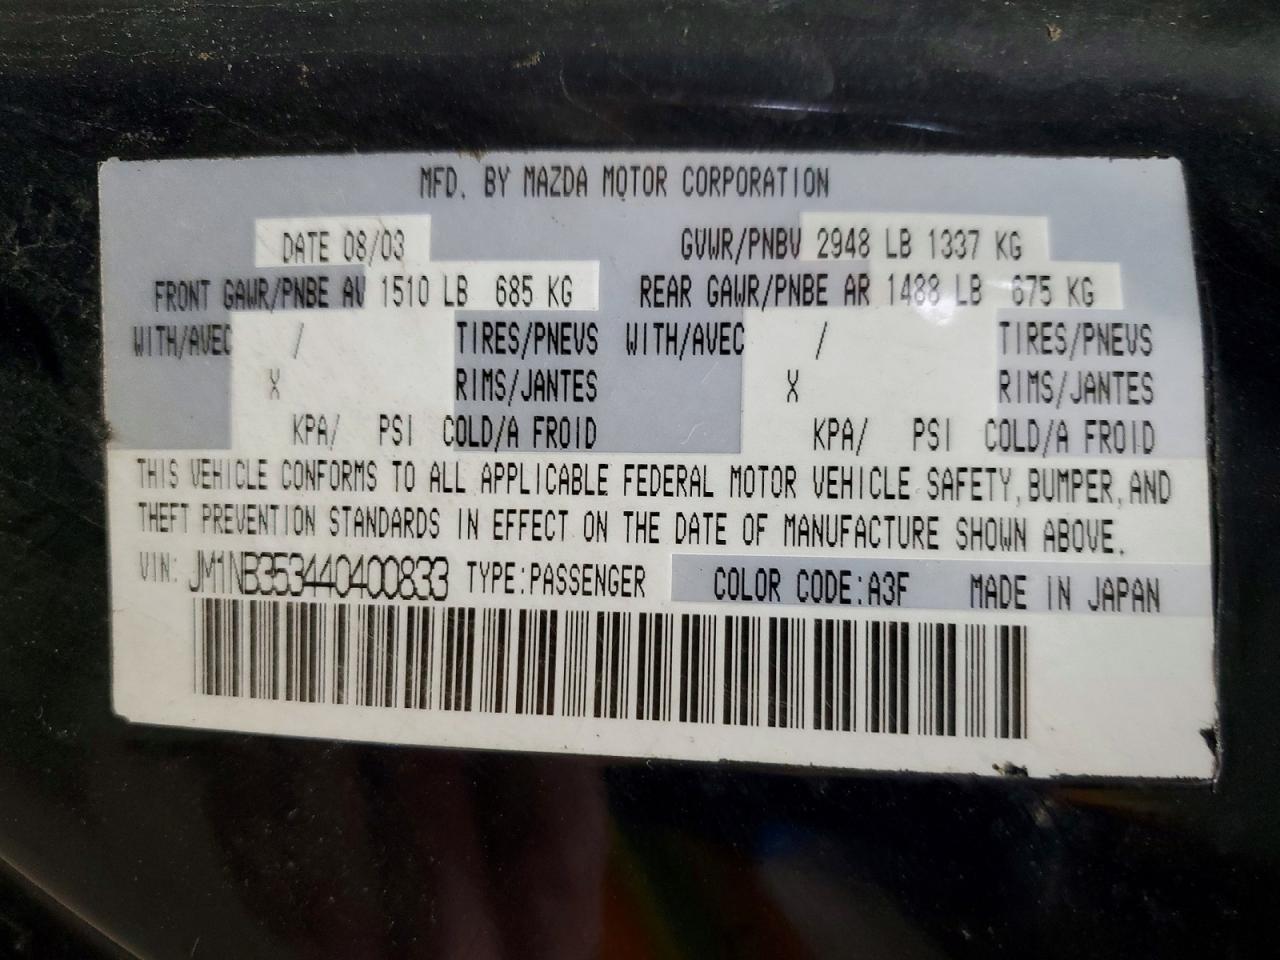 MFD. BY MAZDA MOTOR CORPORATION
DATE 08/03 GVWR/PNBV 2948 LB 1337 KG
FRONT GAWR/PNBE AV 1510 LB 685 KG REAR GAWR/PNBE AR 1488 LB 675 KG
WITH/AVEC / TIRES/PNEUS WITH/AVEC / TIRES/PNEUS
X RIMS/JANTES X RIMS/JANTES
KPA/ PSI COLD/A FROID KPA/ PSI COLD/A FROID
THIS VEHICLE CONFORMS TO ALL APPLICABLE FEDERAL MOTOR VEHICLE SAFETY, BUMPER, AND
THEFT PREVENTION STANDARDS IN EFFECT ON THE DATE OF MANUFACTURE SHOWN ABOVE.
VIN: JM1NB353440400833 TYPE:PASSENGER COLOR CODE:A3F MADE IN JAPAN